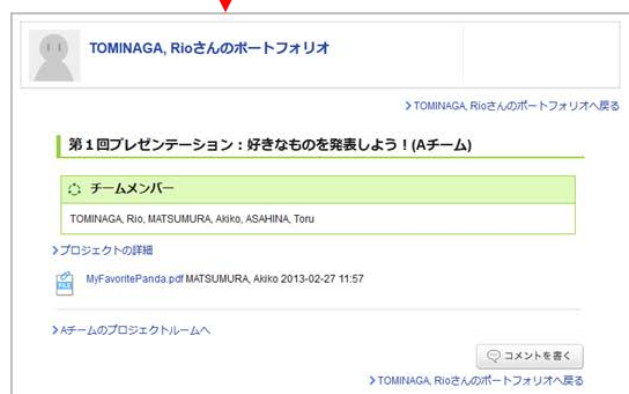 TOMINAGA, Rioさんのポートフォリオ
TOMINAGA, Rioさんのポートフォリオへ戻る
第1回プレゼンテーション：好きなものを発表しよう！(Aチーム)
チームメンバー
TOMINAGA, Rio, MATSUMURA, Akiko, ASAHINA, Toru
プロジェクトの詳細
FILE MyFavoritePanda.pdf MATSUMURA, Akiko 2013-02-27 11:57
Aチームのプロジェクトルームへ
コメントを書く
TOMINAGA, Rioさんのポートフォリオへ戻る